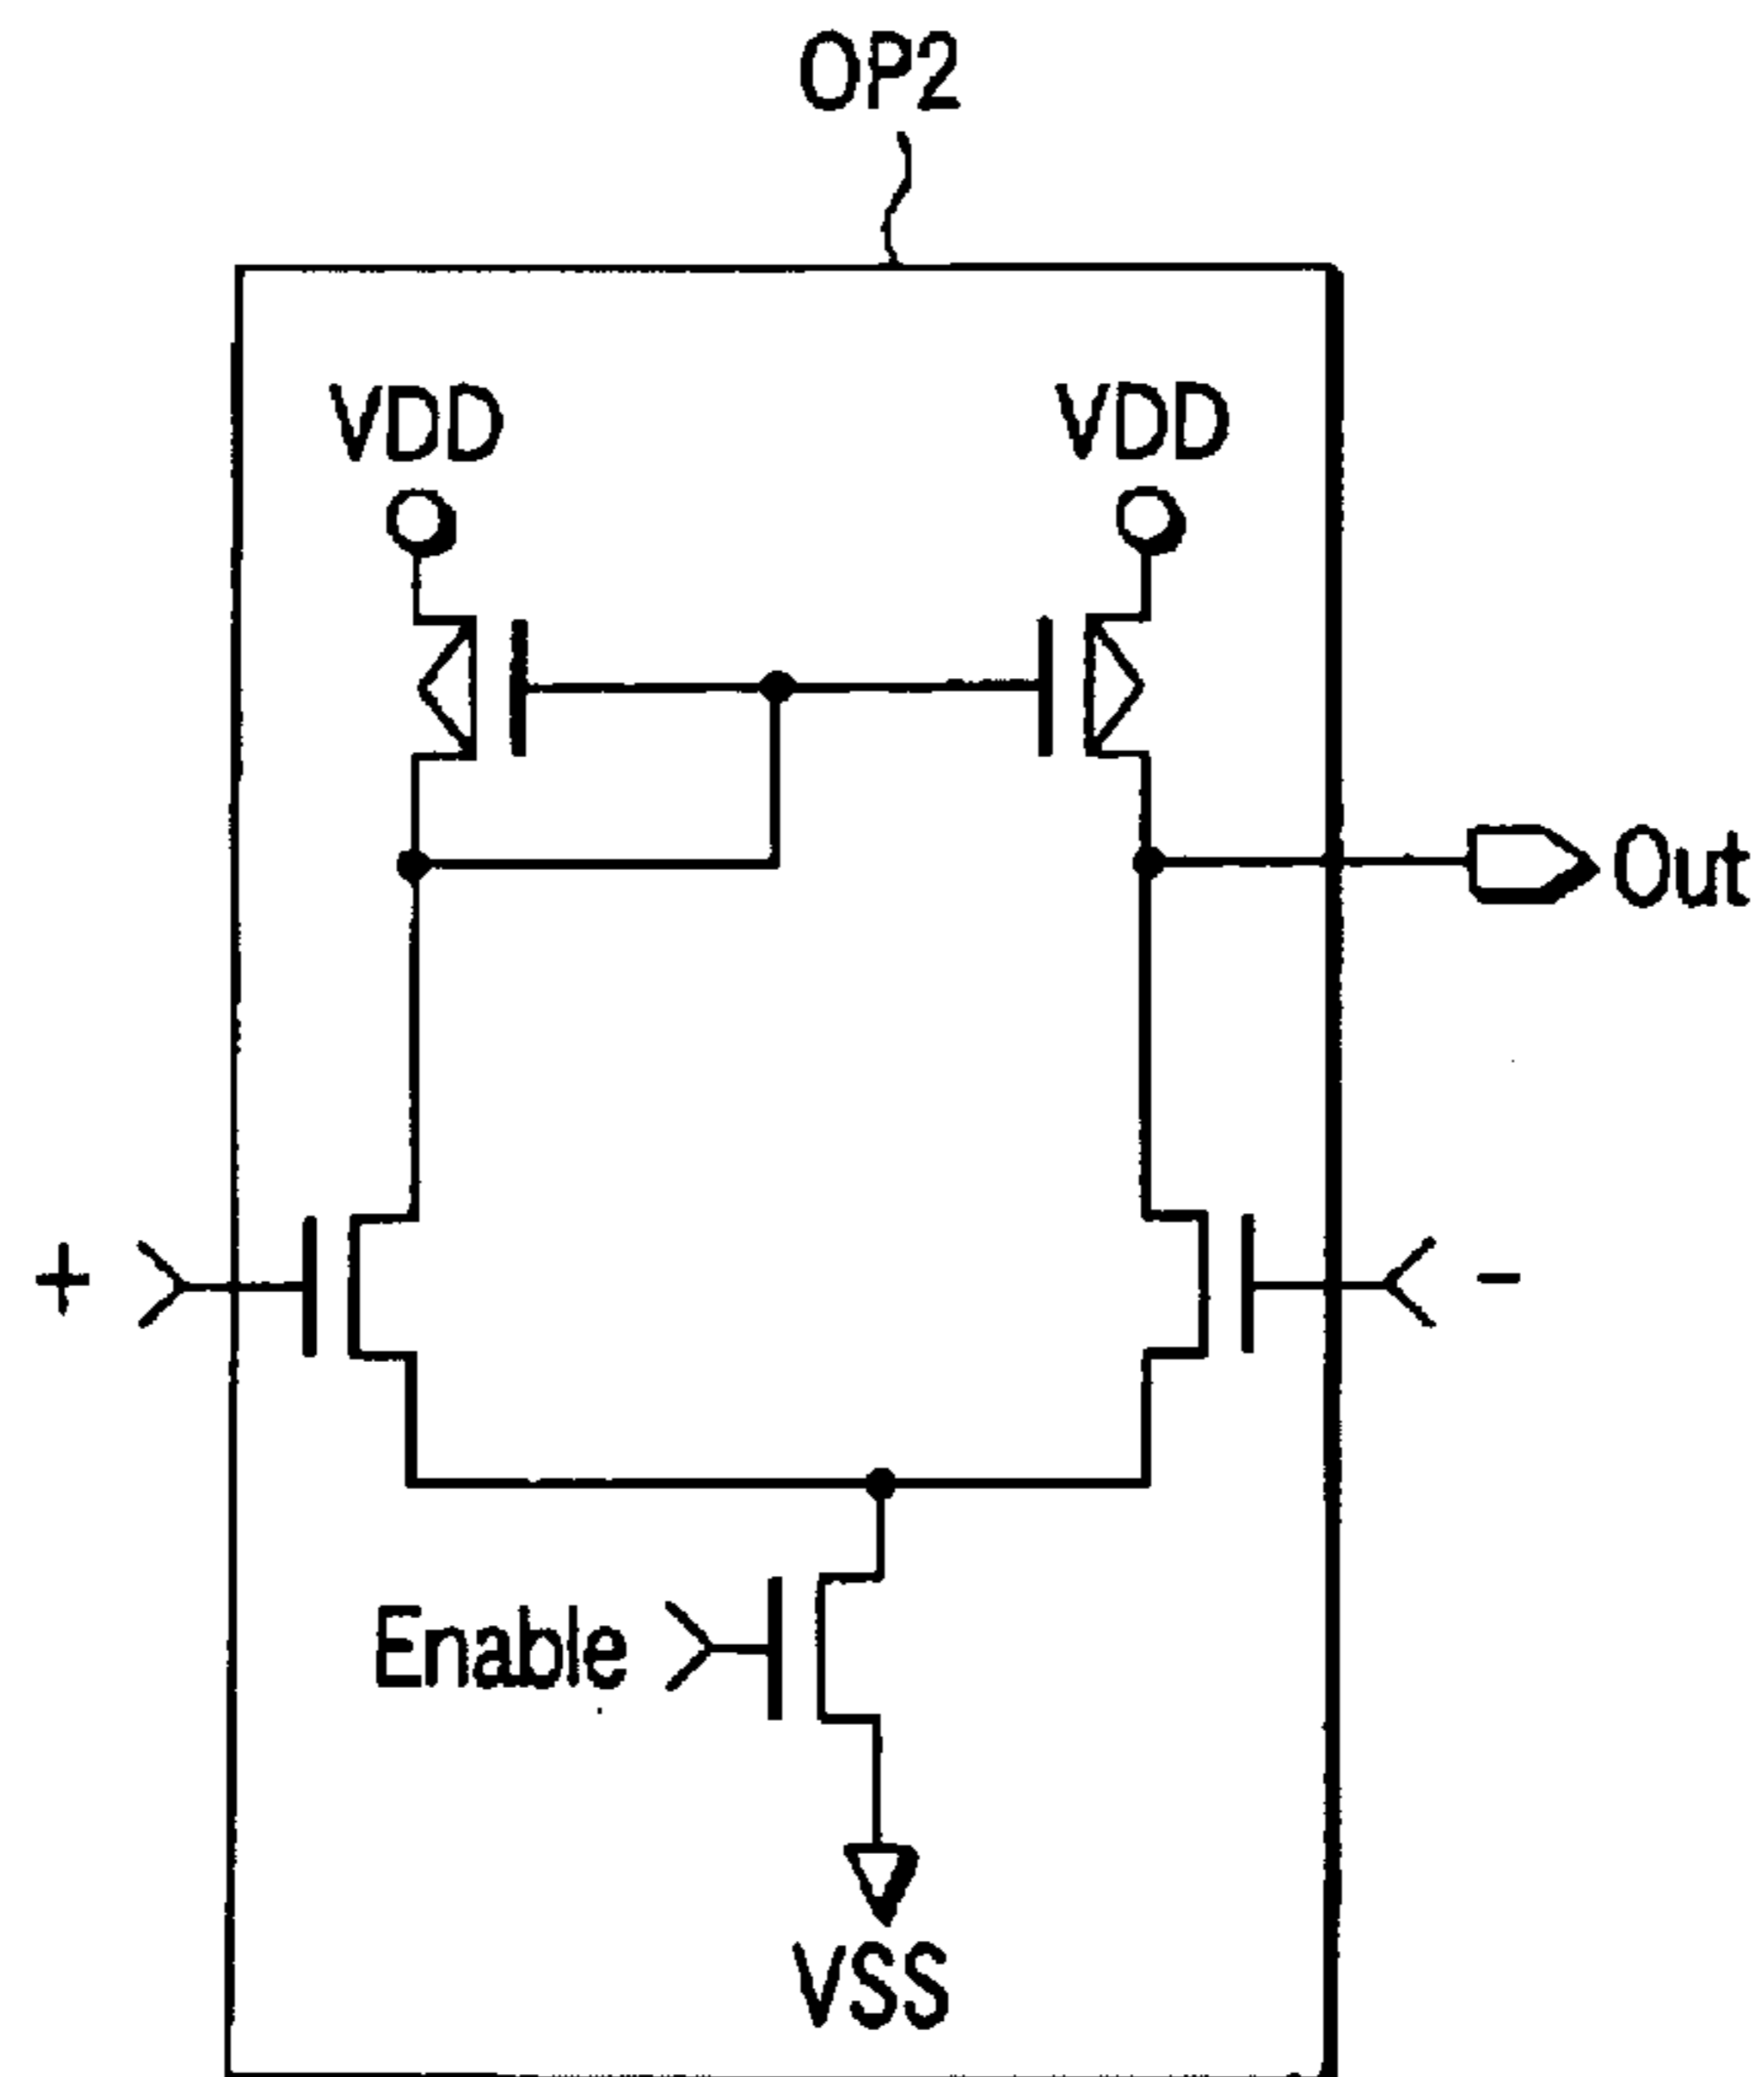 OP2
VDD
VDD
Out
+
-
Enable
VSS